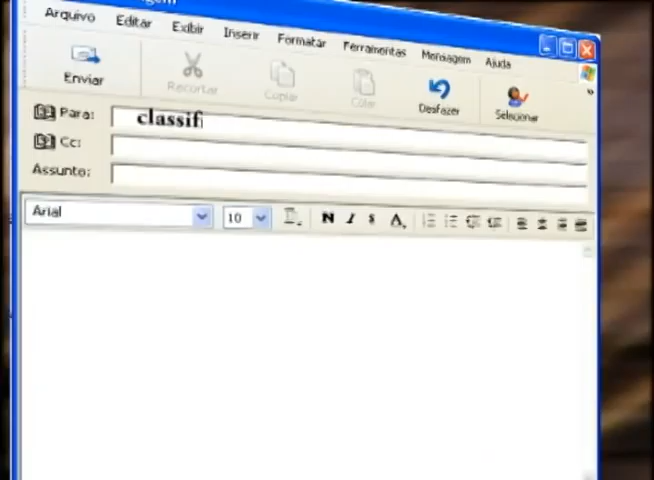 Arquivo Editar Exibir Inserir Formatar Ferramentas Mensagem Ajuda
Enviar Recortar Copiar Colar Desfazer Selecionar
Para: classifi
Cc:
Assunto:
Arial 10 N I S A